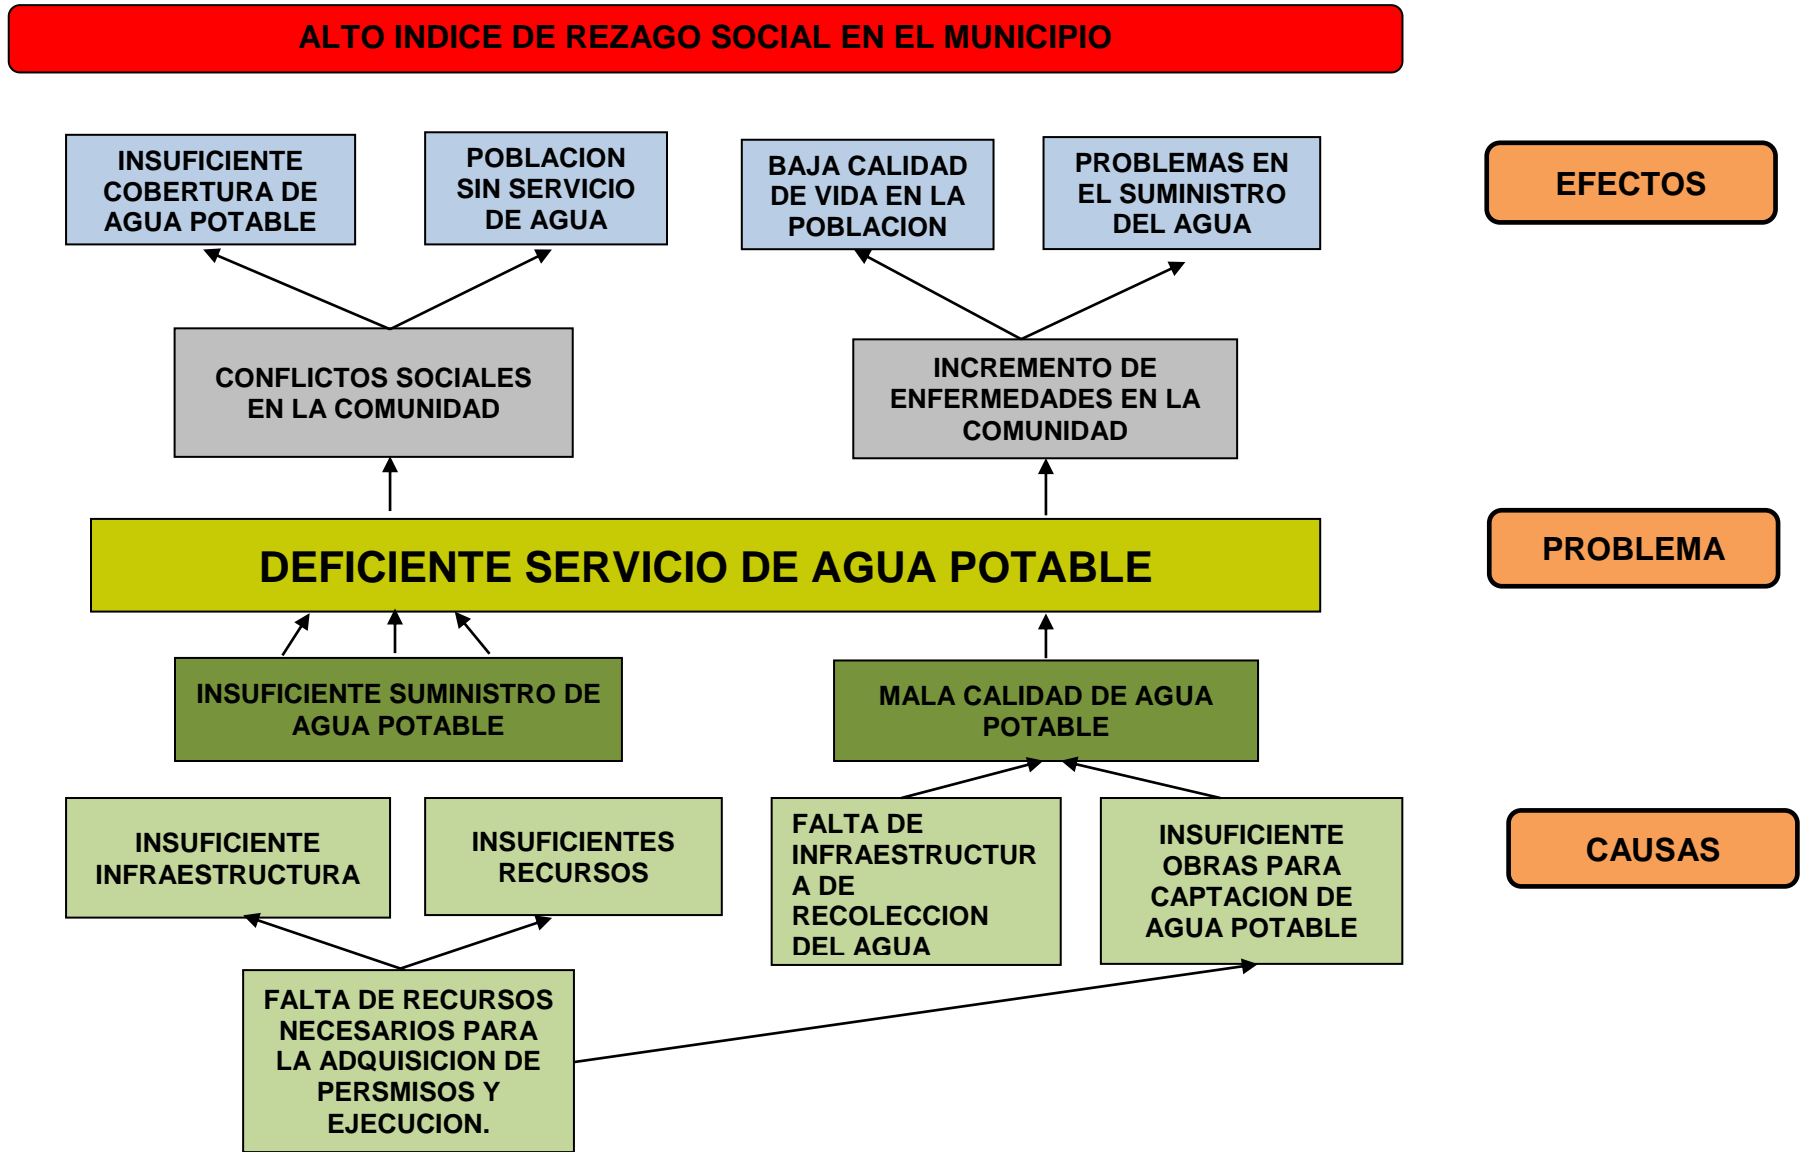 ALTO INDICE DE REZAGO SOCIAL EN EL MUNICIPIO
INSUFICIENTE
COBERTURA DE
AGUA POTABLE
POBLACION
SIN SERVICIO
DE AGUA
BAJA CALIDAD
DE VIDA EN LA
POBLACION
PROBLEMAS EN
EL SUMINISTRO
DEL AGUA
EFECTOS
CONFLICTOS SOCIALES
EN LA COMUNIDAD
INCREMENTO DE
ENFERMEDADES EN LA
COMUNIDAD
DEFICIENTE SERVICIO DE AGUA POTABLE
PROBLEMA
INSUFICIENTE SUMINISTRO DE
AGUA POTABLE
MALA CALIDAD DE AGUA
POTABLE
INSUFICIENTE
INFRAESTRUCTURA
INSUFICIENTES
RECURSOS
FALTA DE
INFRAESTRUCTUR
A DE
RECOLECCION
DEL AGUA
INSUFICIENTE
OBRAS PARA
CAPTACION DE
AGUA POTABLE
CAUSAS
FALTA DE RECURSOS
NECESARIOS PARA
LA ADQUISICION DE
PERSMISOS Y
EJECUCION.